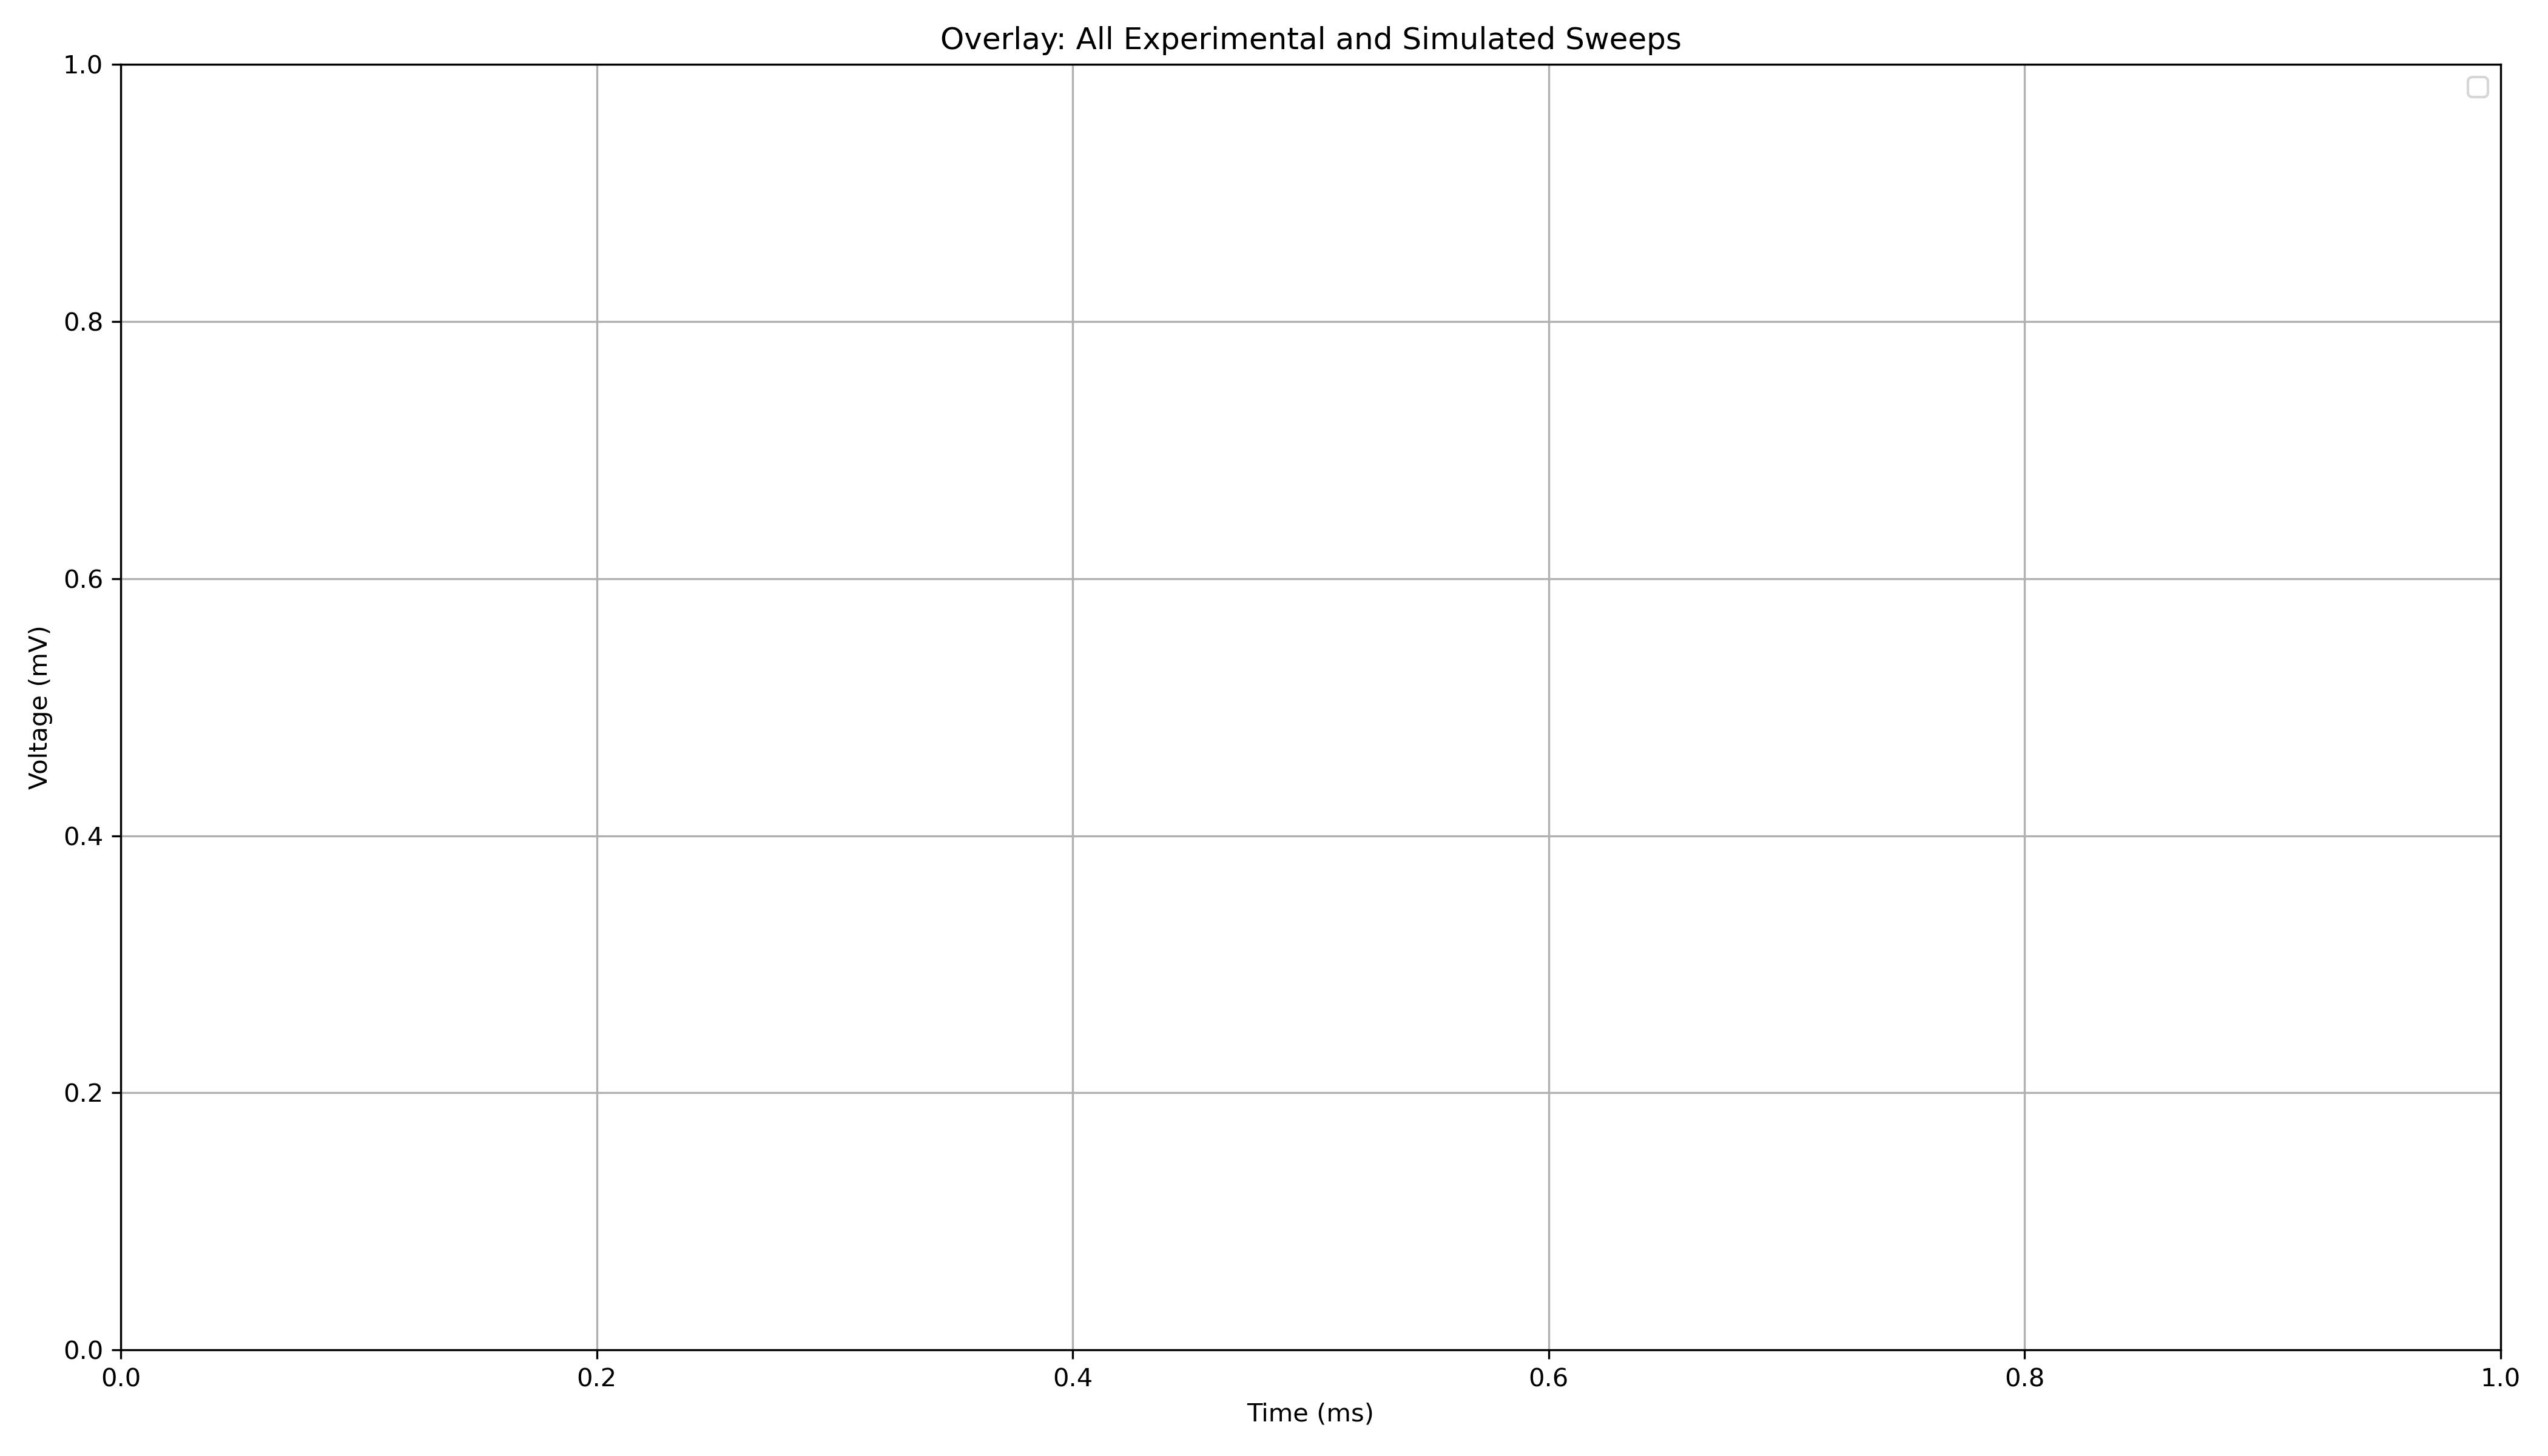 Overlay: All Experimental and Simulated Sweeps
1.0
0.8
0.6
0.4
0.2
0.0
Voltage (mV)
0.0 0.2 0.4 0.6 0.8 1.0
Time (ms)